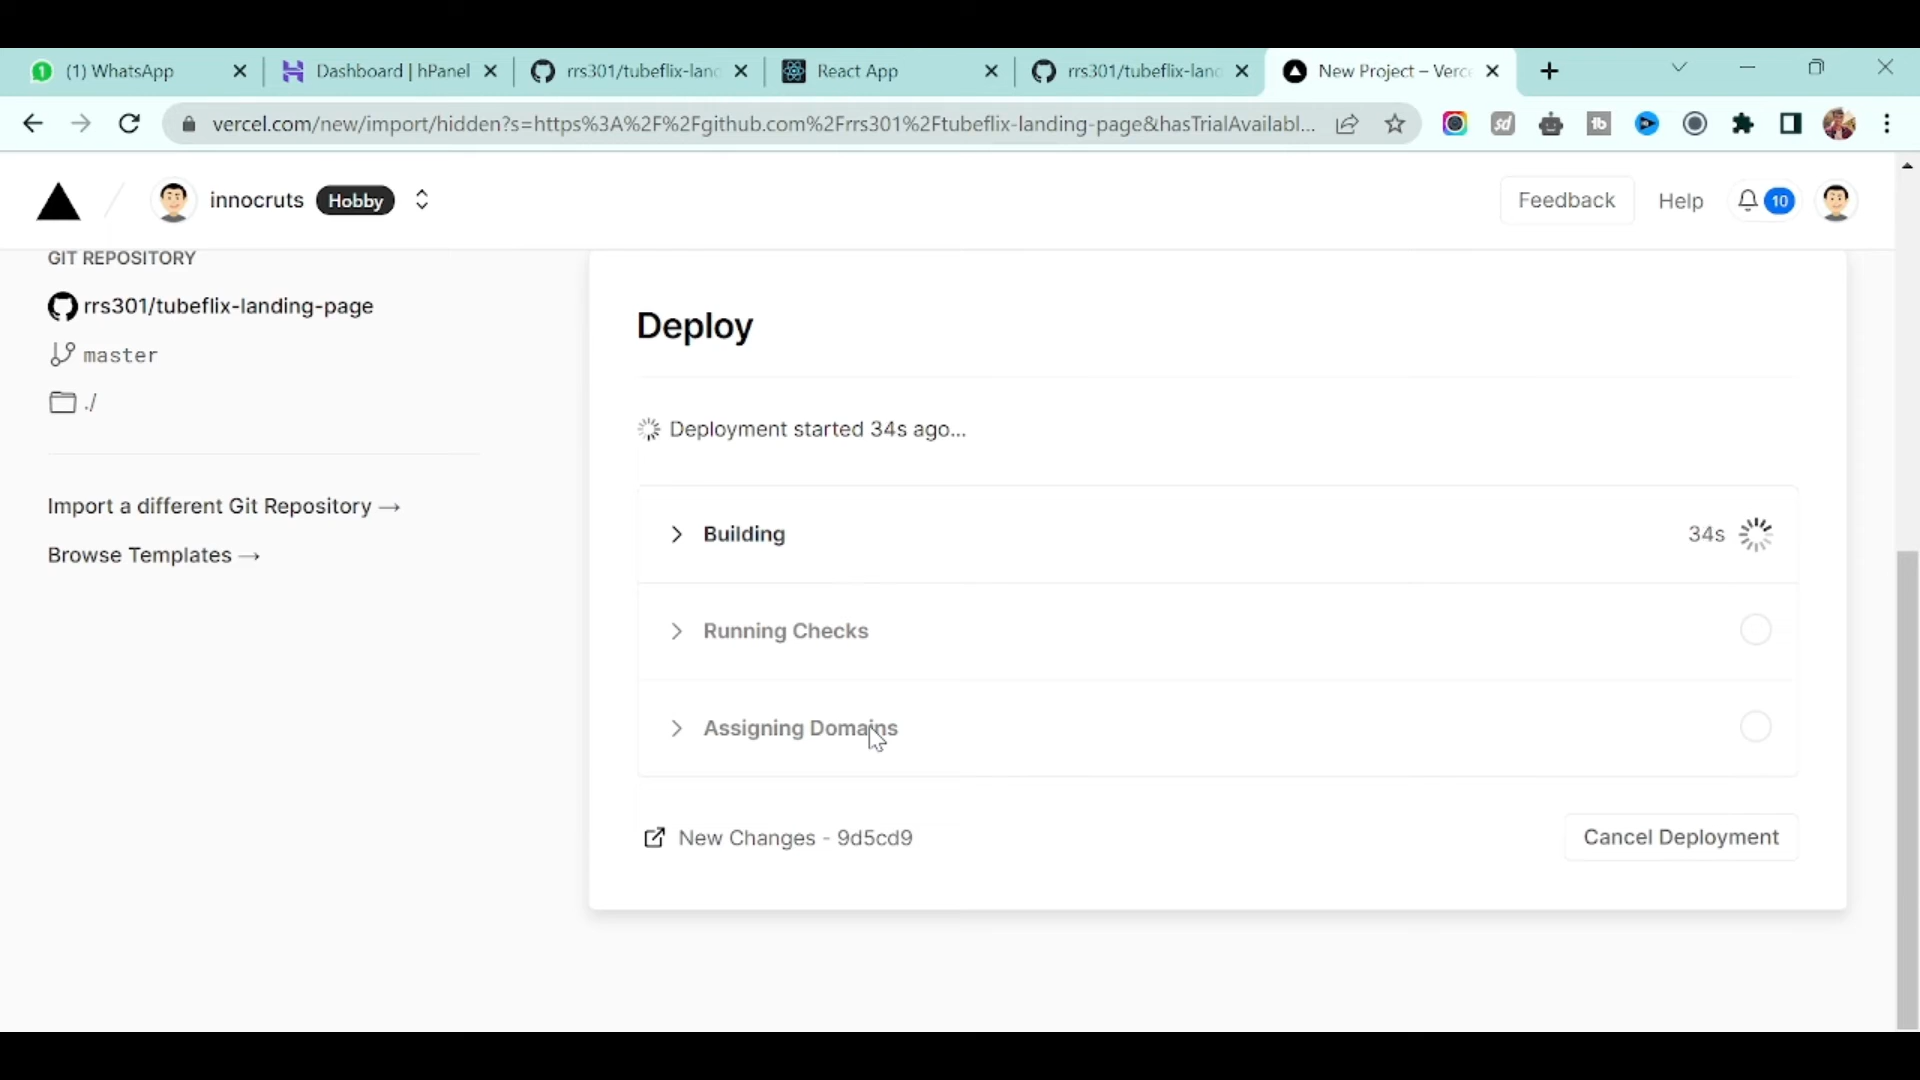 (1) WhatsApp
Dashboard | hPanel
rrs301/tubeflix-lan
React App
rrs301/tubeflix-lan
New Project – Verc
vercel.com/new/import/hidden?s=https%3A%2F%2Fgithub.com%2Frrs301%2Ftubeflix-landing-page&hasTrialAvailabl...
sd
tb
innocruts
Hobby
Feedback
Help
10
GIT REPOSITORY
rrs301/tubeflix-landing-page
master
./
Import a different Git Repository →
Browse Templates →
Deploy
Deployment started 34s ago...
Building
34s
Running Checks
Assigning Domains
New Changes - 9d5cd9
Cancel Deployment